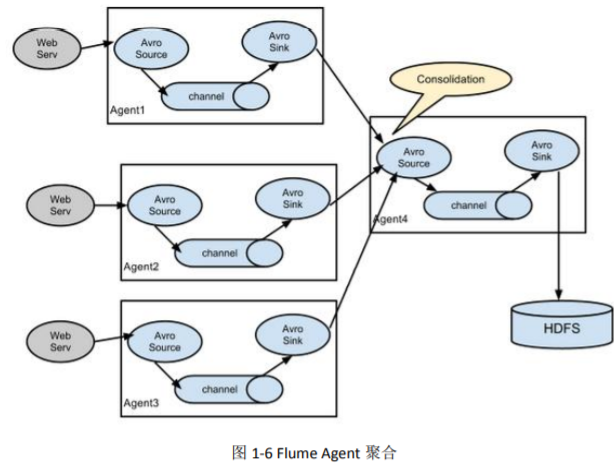 Web
Serv
Avro
Source
Avro
Sink
channel
Agent1
Consolidation
Avro
Source
Avro
Sink
channel
Agent4
Web
Serv
Avro
Source
Avro
Sink
channel
Agent2
HDFS
Web
Serv
Avro
Source
Avro
Sink
channel
Agent3
图 1-6 Flume Agent 聚合